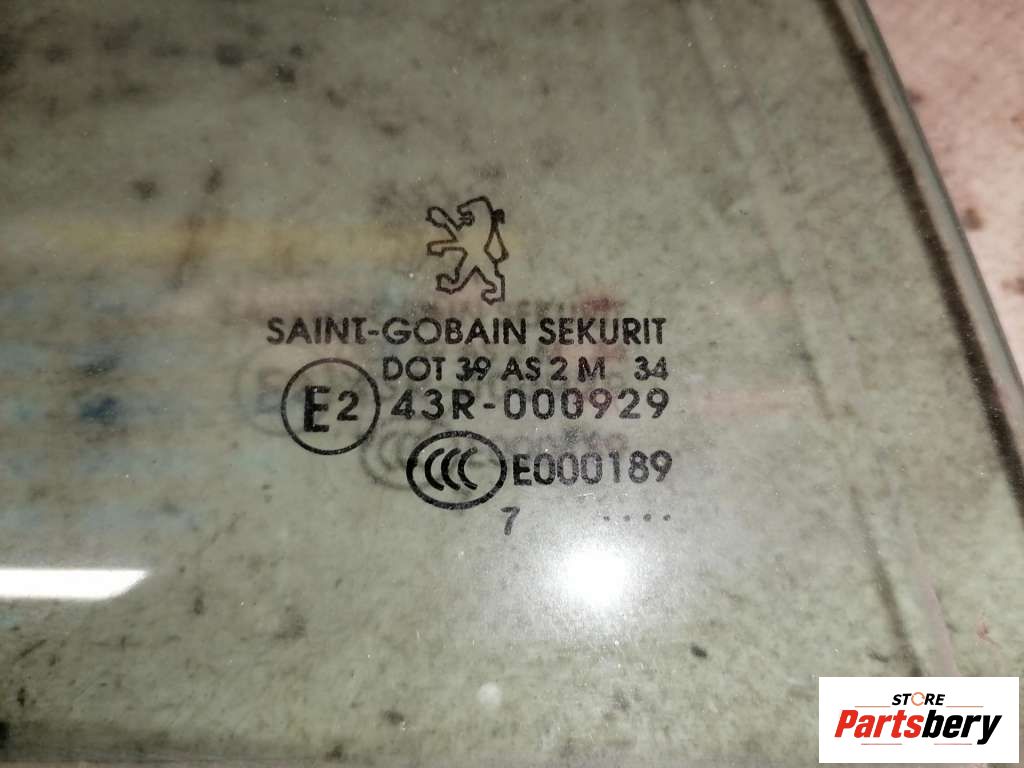 SAINT-GOBAIN SEKURIT
DOT 39 AS 2 M 34
E2 43R-000929
CCC E000189
7 ....
STORE
Partsbery